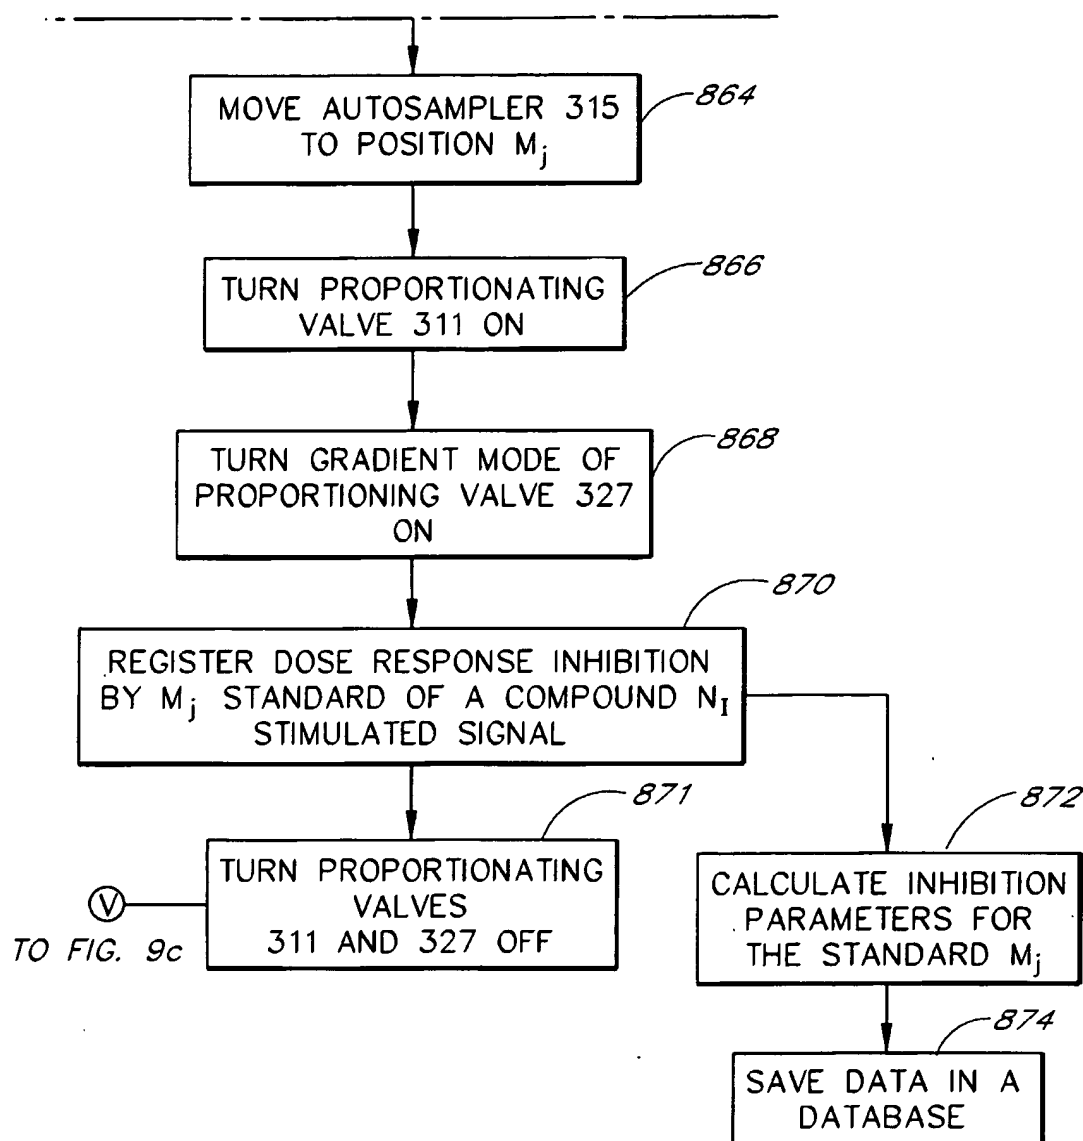 864
MOVE AUTOSAMPLER 315
TO POSITION Mj
866
TURN PROPORTIONATING
VALVE 311 ON
868
TURN GRADIENT MODE OF
PROPORTIONING VALVE 327
ON
870
REGISTER DOSE RESPONSE INHIBITION
BY Mj STANDARD OF A COMPOUND NI
STIMULATED SIGNAL
871
TURN PROPORTIONATING
VALVES
311 AND 327 OFF
V
TO FIG. 9c
872
CALCULATE INHIBITION
PARAMETERS FOR
THE STANDARD Mj
874
SAVE DATA IN A
DATABASE